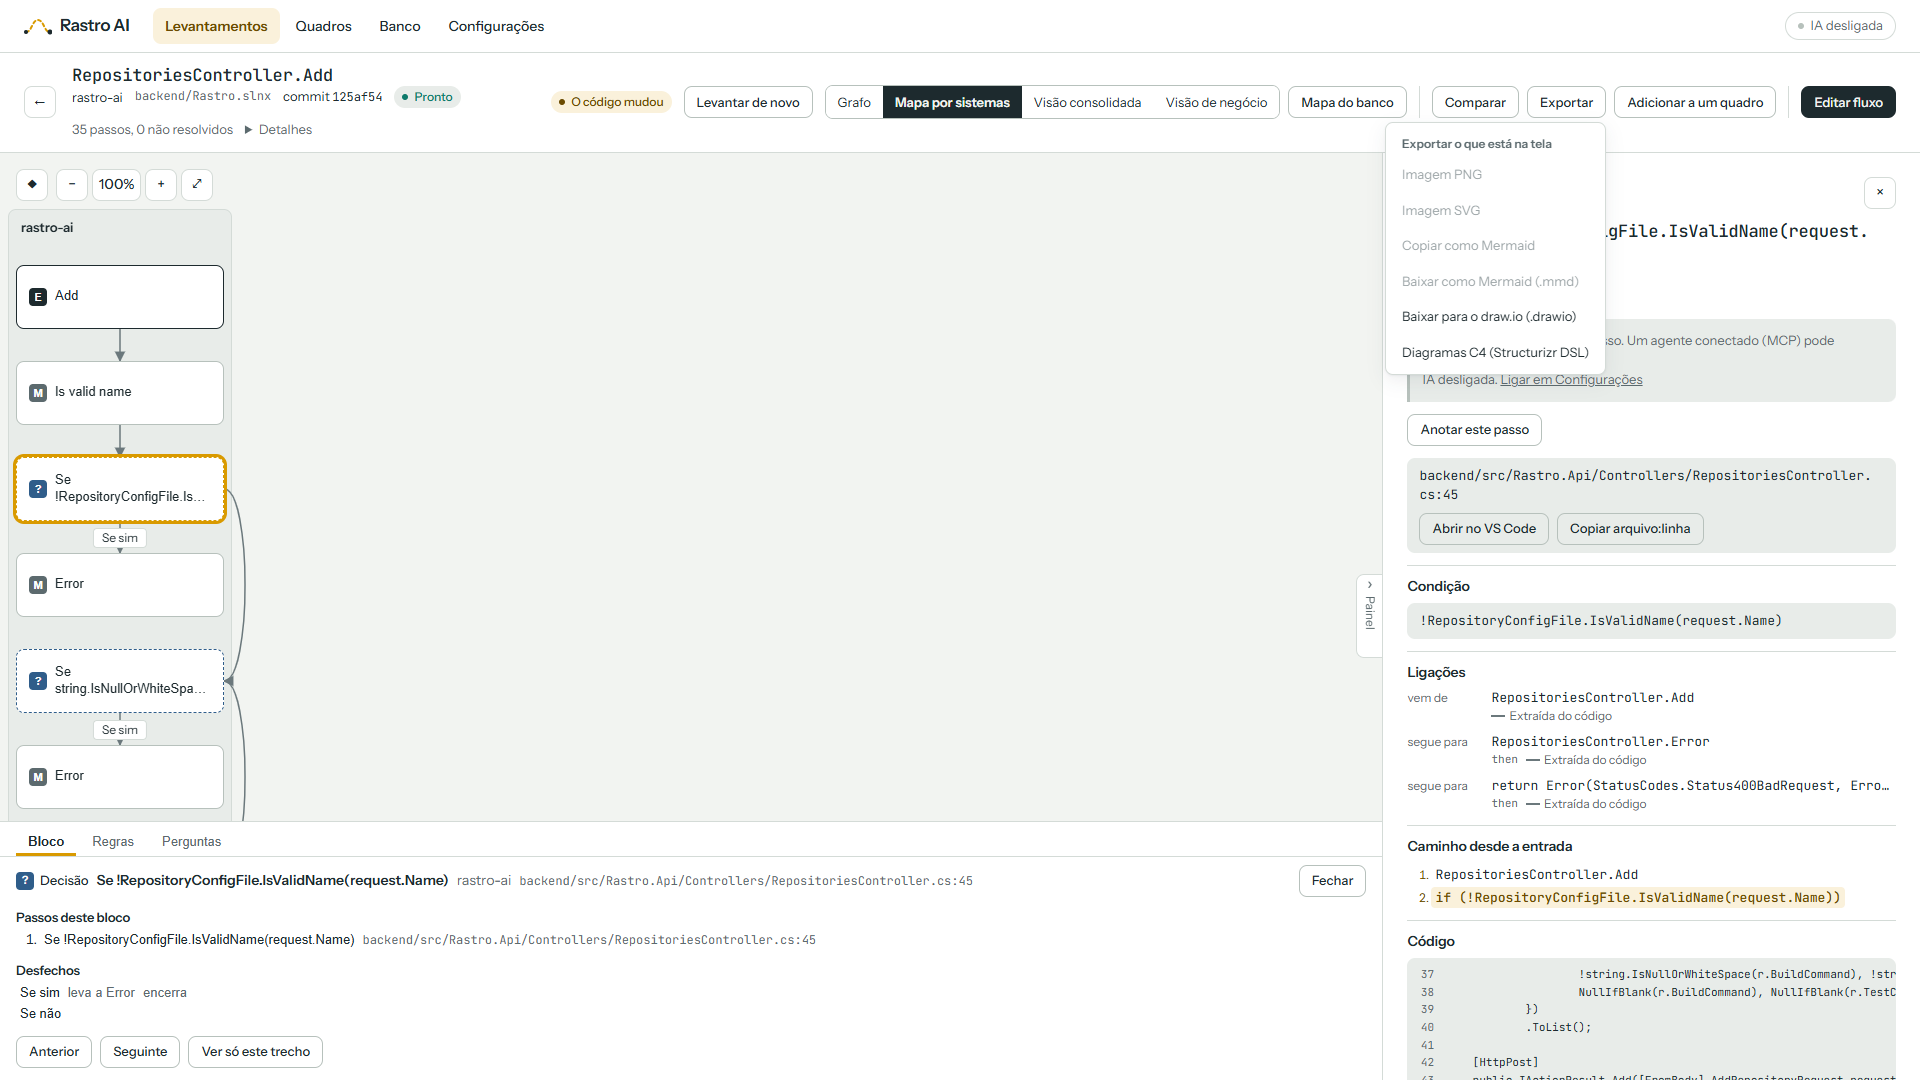 Rastro AI
Levantamentos
Quadros
Banco
Configurações
IA desligada
←
RepositoriesController.Add
rastro-ai backend/Rastro.slnx commit 125af54 Pronto
35 passos, 0 não resolvidos ▶ Detalhes
O código mudou
Levantar de novo
Grafo
Mapa por sistemas
Visão consolidada
Visão de negócio
Mapa do banco
Comparar
Exportar
Adicionar a um quadro
Editar fluxo
Exportar o que está na tela
Imagem PNG
Imagem SVG
Copiar como Mermaid
Baixar como Mermaid (.mmd)
Baixar para o draw.io (.drawio)
Diagramas C4 (Structurizr DSL)
− 100% +
rastro-ai
E Add
M Is valid name
? Se
!RepositoryConfigFile.Is...
Se sim
M Error
? Se
string.IsNullOrWhiteSpa...
Se sim
M Error
› Painel
Bloco
Regras
Perguntas
? Decisão Se !RepositoryConfigFile.IsValidName(request.Name) rastro-ai backend/src/Rastro.Api/Controllers/RepositoriesController.cs:45
Fechar
Passos deste bloco
1. Se !RepositoryConfigFile.IsValidName(request.Name) backend/src/Rastro.Api/Controllers/RepositoriesController.cs:45
Desfechos
Se sim leva a Error encerra
Se não
Anterior
Seguinte
Ver só este trecho
×
gFile.IsValidName(request.
sso. Um agente conectado (MCP) pode
IA desligada. Ligar em Configurações
Anotar este passo
backend/src/Rastro.Api/Controllers/RepositoriesController.
cs:45
Abrir no VS Code
Copiar arquivo:linha
Condição
!RepositoryConfigFile.IsValidName(request.Name)
Ligações
vem de RepositoriesController.Add
Extraída do código
segue para RepositoriesController.Error
then — Extraída do código
segue para return Error(StatusCodes.Status400BadRequest, Erro…
then — Extraída do código
Caminho desde a entrada
1. RepositoriesController.Add
2. if (!RepositoryConfigFile.IsValidName(request.Name))
Código
37 !string.IsNullOrWhiteSpace(r.BuildCommand), !str
38 NullIfBlank(r.BuildCommand), NullIfBlank(r.TestC
39 })
40 .ToList();
41
42 [HttpPost]
43 public IActionResult Add([FromBody] AddRepositoryRequest request